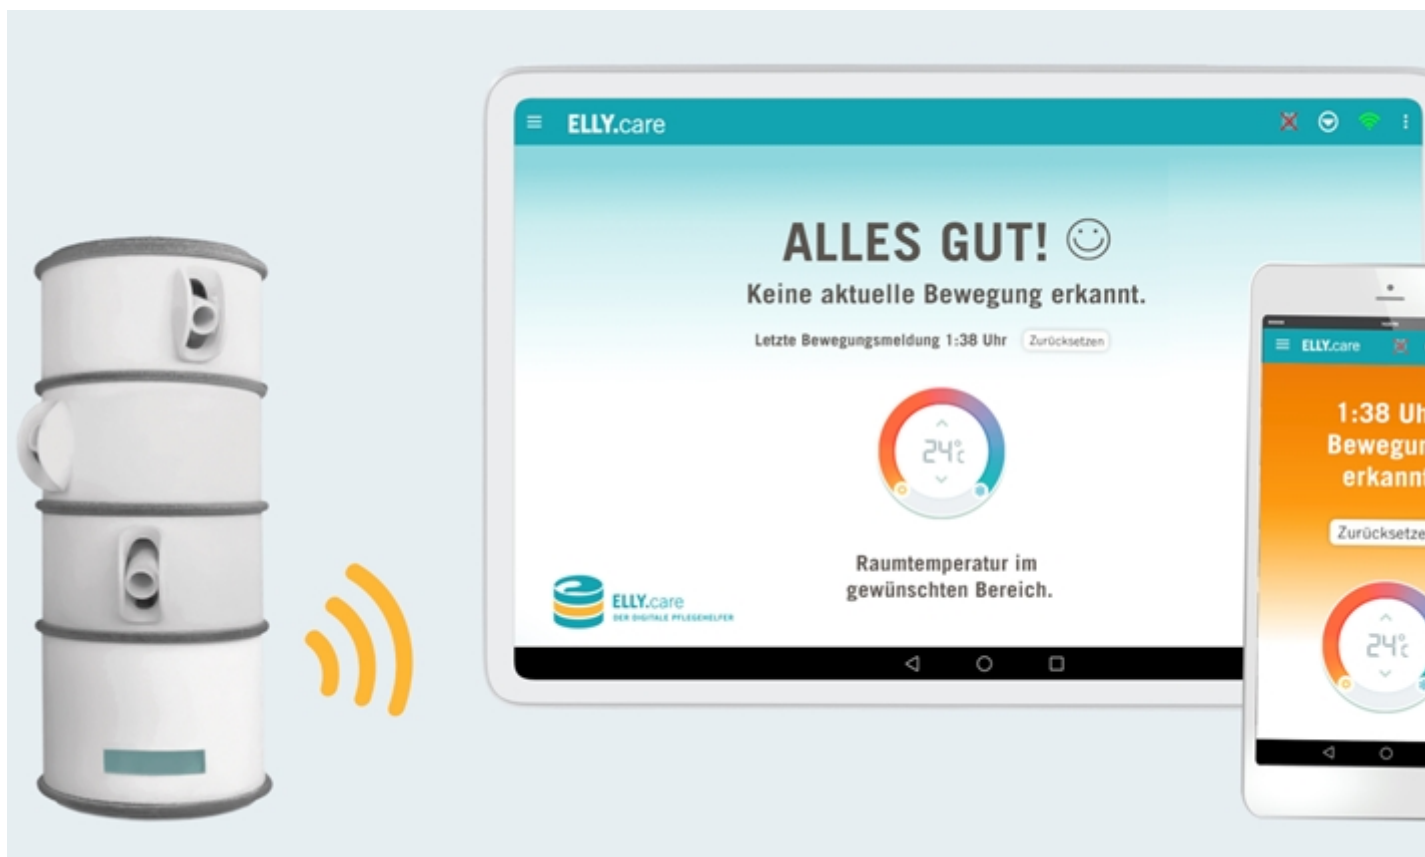 ELLY.care
ALLES GUT!
Keine aktuelle Bewegung erkannt.
Letzte Bewegungsmeldung 1:38 Uhr Zurücksetzen
24°c
Raumtemperatur im
gewünschten Bereich.
ELLY.care
DER DIGITALE PFLEGEHELFER
ELLY.care
1:38 Uh
Bewegun
erkannt
Zurücksetze
24°c